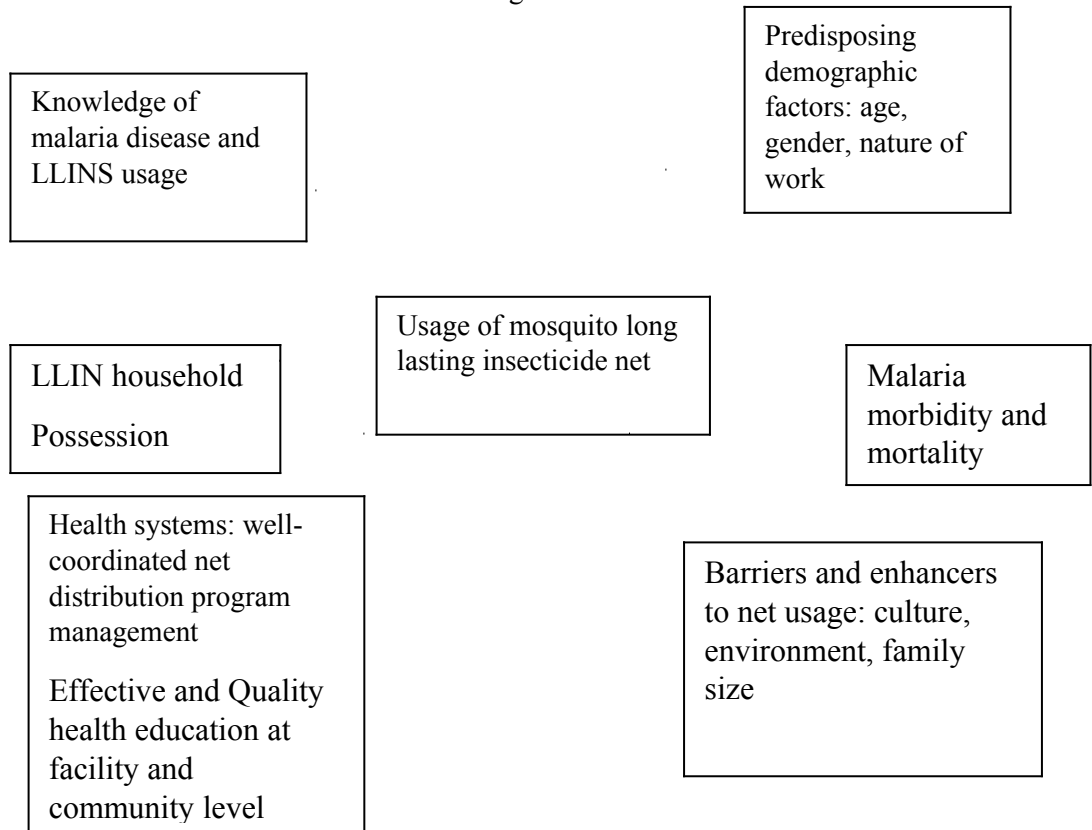 Predisposing
demographic
factors: age,
gender, nature of
work
Knowledge of
malaria disease and
LLINS usage
Usage of mosquito long
lasting insecticide net
LLIN household
Possession
Malaria
morbidity and
mortality
Health systems: well-
coordinated net
distribution program
management
Effective and Quality
health education at
facility and
community level
Barriers and enhancers
to net usage: culture,
environment, family
size